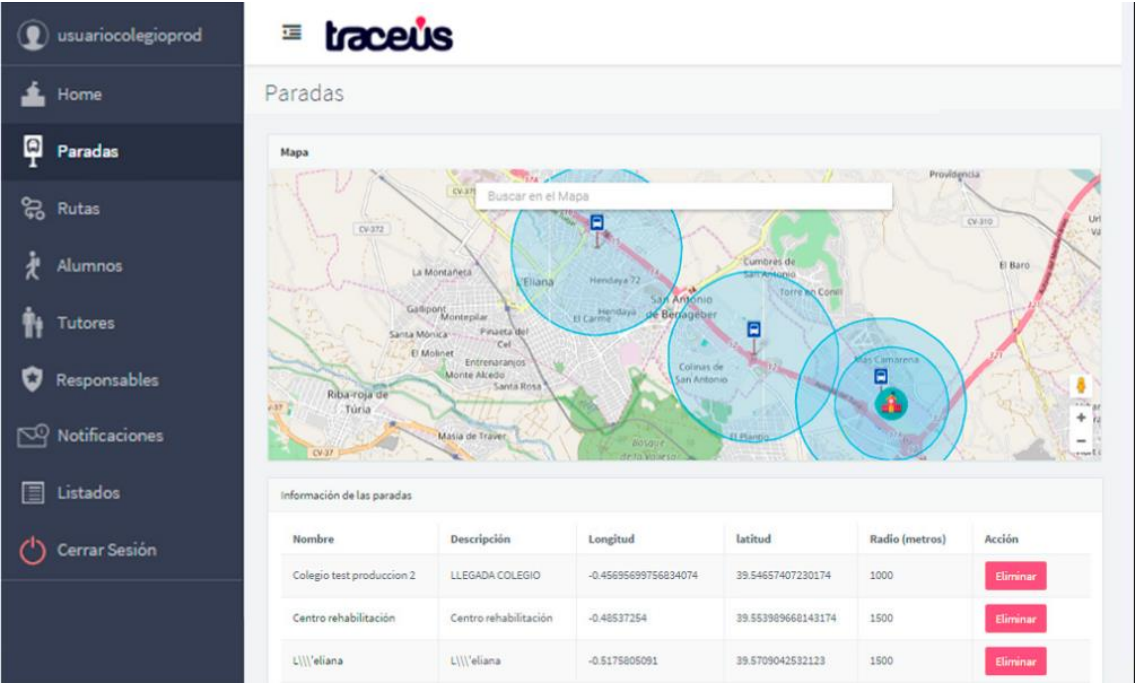 usuariocolegioprod
traceus
Home
Paradas
Rutas
Alumnos
Tutores
Responsables
Notificaciones
Listados
Cerrar Sesión
Paradas
Mapa
Buscar en el Mapa
Providencia
CV-372
CV-310
La Montañeta
L'Eliana
Hendaya 72
Cumbres de
San Antonio
Torre en Conill
El Baro
San Antonio
de Benagéber
Gallipont
Montepilar
El Carme
Hendaya
Santa Mónica
Pinaeta del
Cel
El Molinet
Entrenaranjos
Monte Alcedo
Santa Rosa
Colinas de
San Antonio
Mas Camarena
Riba-roja de
Túria
Masia de Traver
El Plantío
CV-37
Bosque
+
−
Información de las paradas
Nombre Descripción Longitud latitud Radio (metros) Acción
Colegio test produccion 2 LLEGADA COLEGIO -0.45695699756834074 39.54657407230174 1000 Eliminar
Centro rehabilitación Centro rehabilitación -0.48537254 39.553989668143174 1500 Eliminar
L\\\'eliana L\\\'eliana -0.5175805091 39.5709042532123 1500 Eliminar